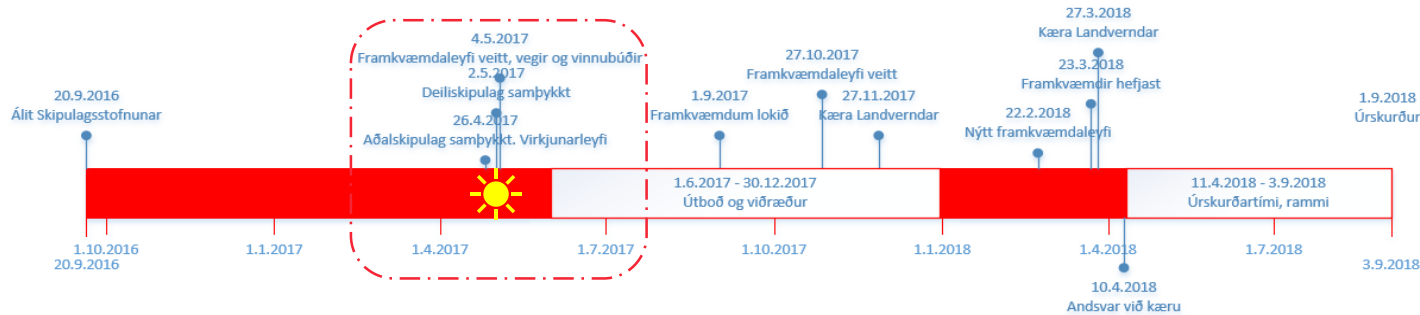 20.9.2016
Álit Skipulagsstofnunar
4.5.2017
Framkvæmdaleyfi veitt, vegir og vinnubúðir
2.5.2017
Deiliskipulag samþykkt
26.4.2017
Aðalskipulag samþykkt. Virkjunarleyfi
1.9.2017
Framkvæmdum lokið
27.10.2017
Framkvæmdaleyfi veitt
27.11.2017
Kæra Landverndar
22.2.2018
Nýtt framkvæmdaleyfi
23.3.2018
Framkvæmdir hefjast
27.3.2018
Kæra Landverndar
1.9.2018
Úrskurður
1.6.2017 - 30.12.2017
Útboð og viðræður
11.4.2018 - 3.9.2018
Úrskurðartími, rammi
1.10.2016
1.1.2017
1.4.2017
1.7.2017
1.10.2017
1.1.2018
1.4.2018
1.7.2018
20.9.2016
3.9.2018
10.4.2018
Andsvar við kæru